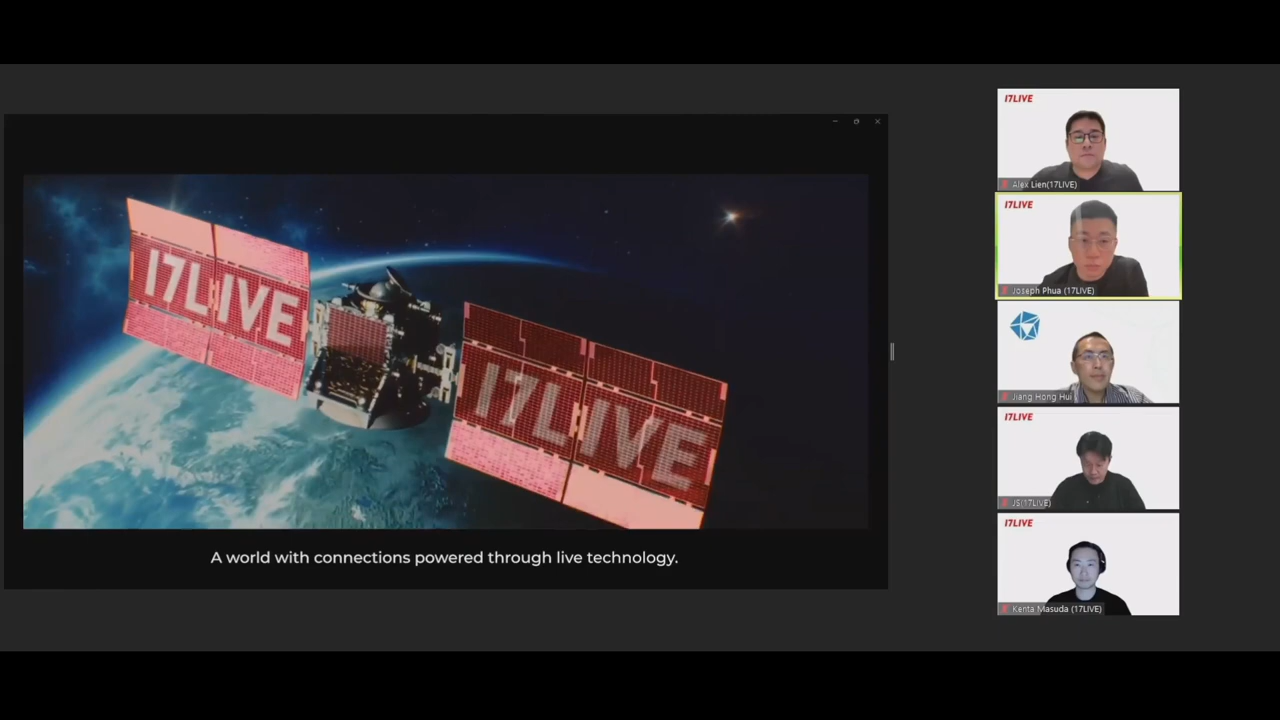 17LIVE
17LIVE
A world with connections powered through live technology.
17LIVE
Alex Lien(17LIVE)
17LIVE
Joseph Phua (17LIVE)
Jiang Hong Hui
17LIVE
JS(17LIVE)
17LIVE
Kenta Masuda (17LIVE)